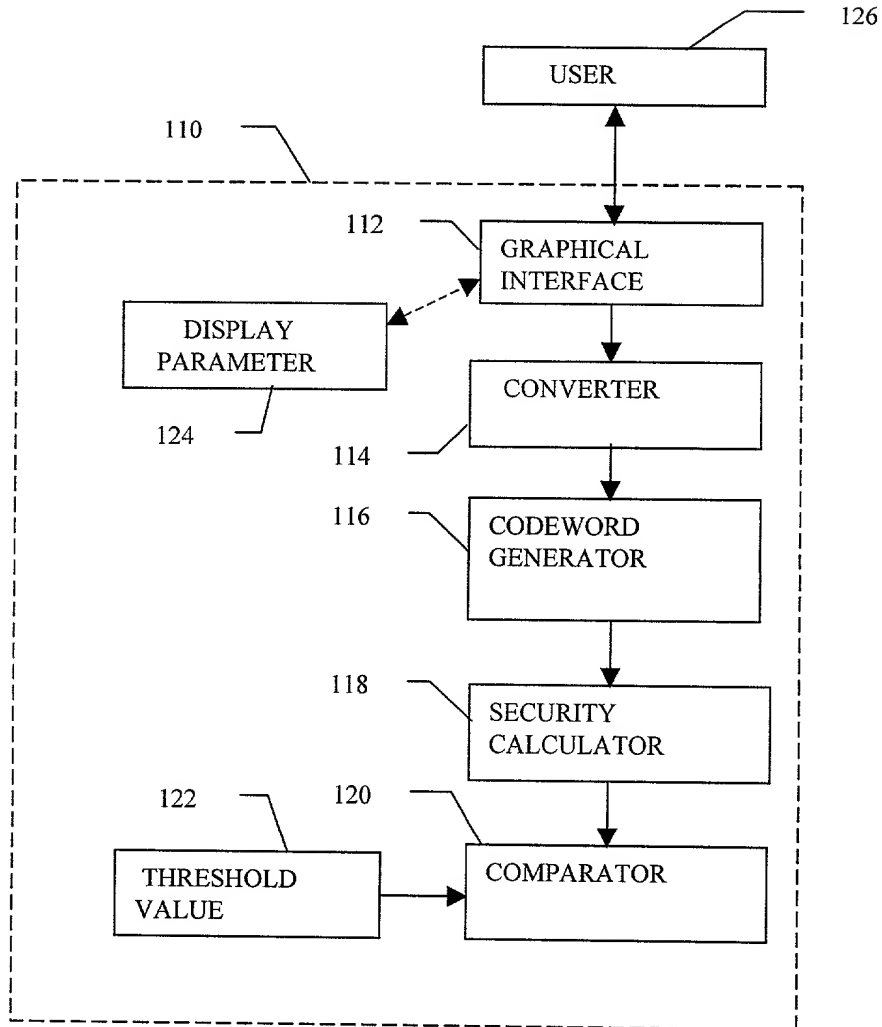 126
USER
110
112
GRAPHICAL
INTERFACE
DISPLAY
PARAMETER
124
CONVERTER
114
116
CODEWORD
GENERATOR
118
SECURITY
CALCULATOR
122
120
THRESHOLD
VALUE
COMPARATOR